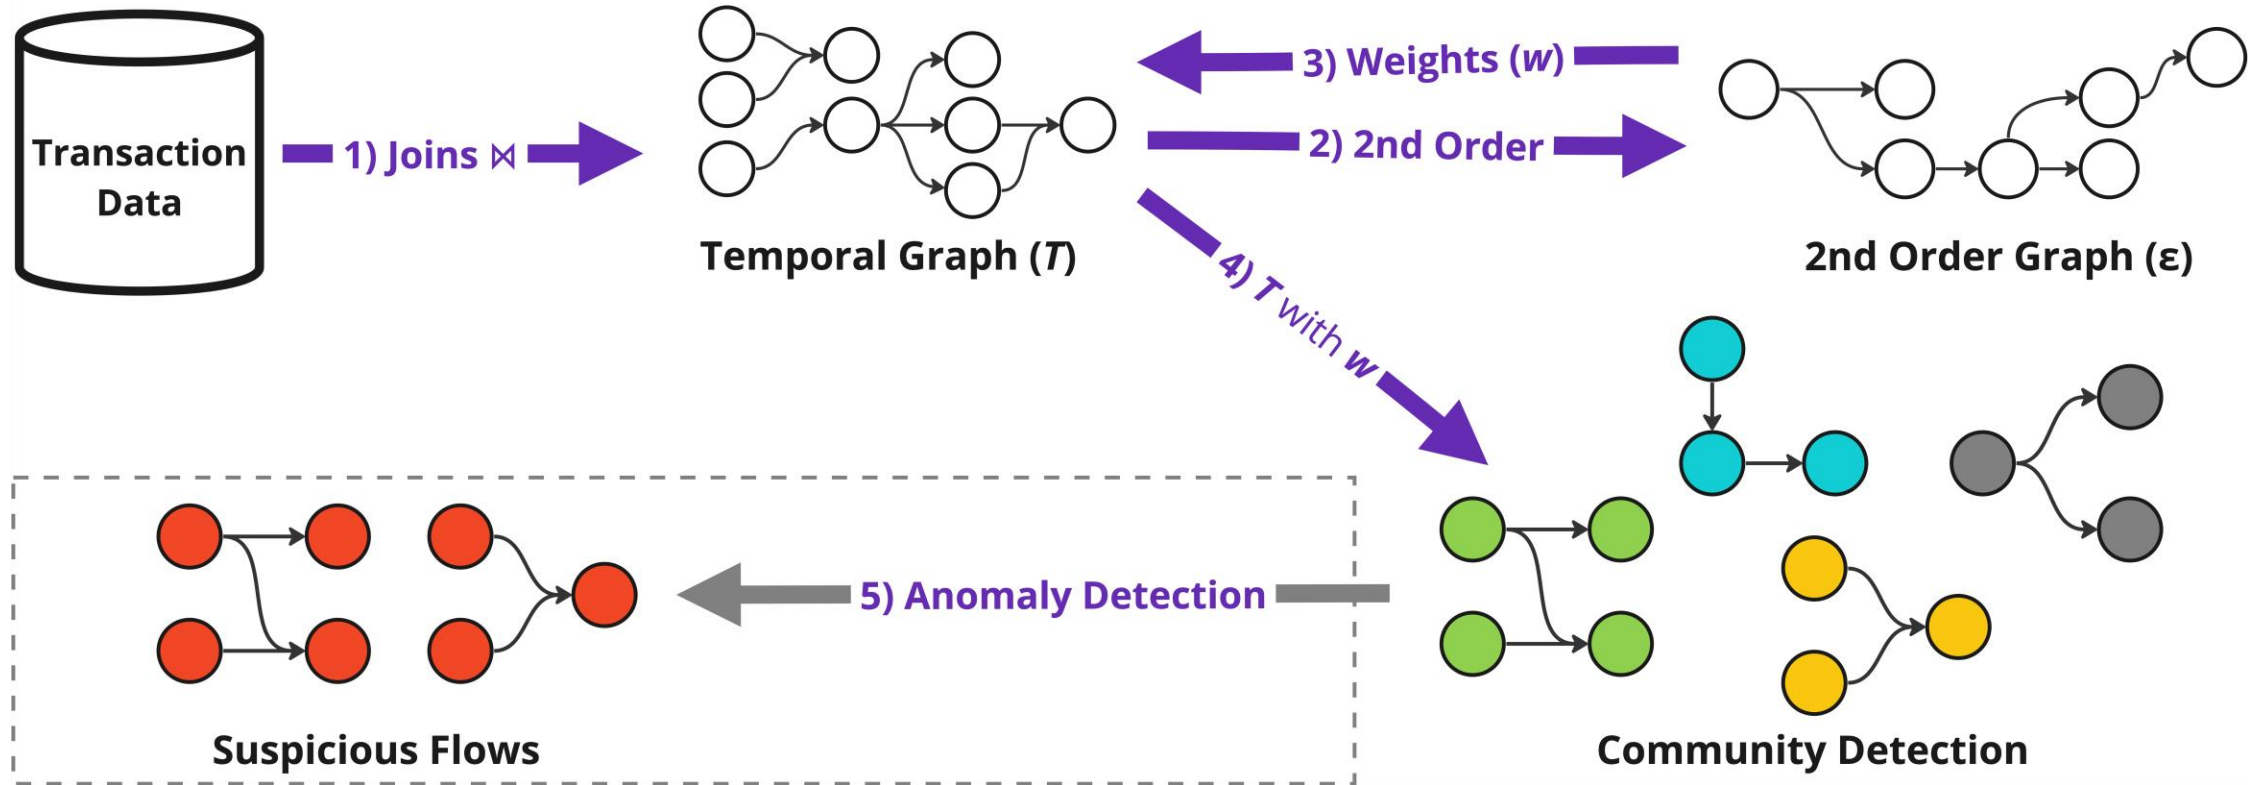 Transaction
Data
1) Joins ⋈
Temporal Graph (T)
3) Weights (w)
2) 2nd Order
2nd Order Graph (ε)
4) T with w
5) Anomaly Detection
Suspicious Flows
Community Detection